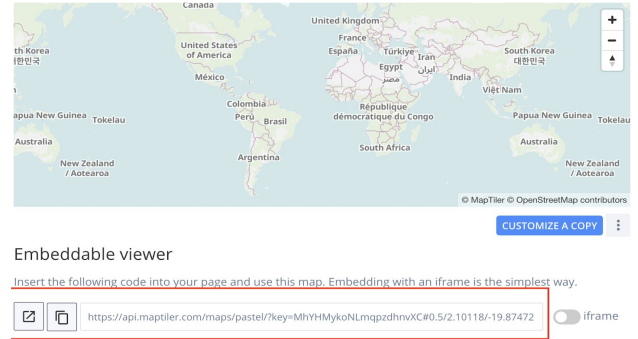 Canada
United Kingdom
France
th Korea
한민국
United States
of America
España
Türkiye
Iran
ایران
South Korea
대한민국
Egypt
مصر
México
India
Việt Nam
Colombia
République
démocratique du Congo
apua New Guinea
Tokelau
Perú
Brasil
Papua New Guinea
Tokelau
South Africa
Australia
Australia
Argentina
New Zealand
/ Aotearoa
New Zealand
/ Aotearoa
© MapTiler © OpenStreetMap contributors
CUSTOMIZE A COPY
Embeddable viewer
Insert the following code into your page and use this map. Embedding with an iframe is the simplest way.
https://api.maptiler.com/maps/pastel/?key=MhYHMykoNLmqpzdhnvXC#0.5/2.10118/-19.87472
iframe